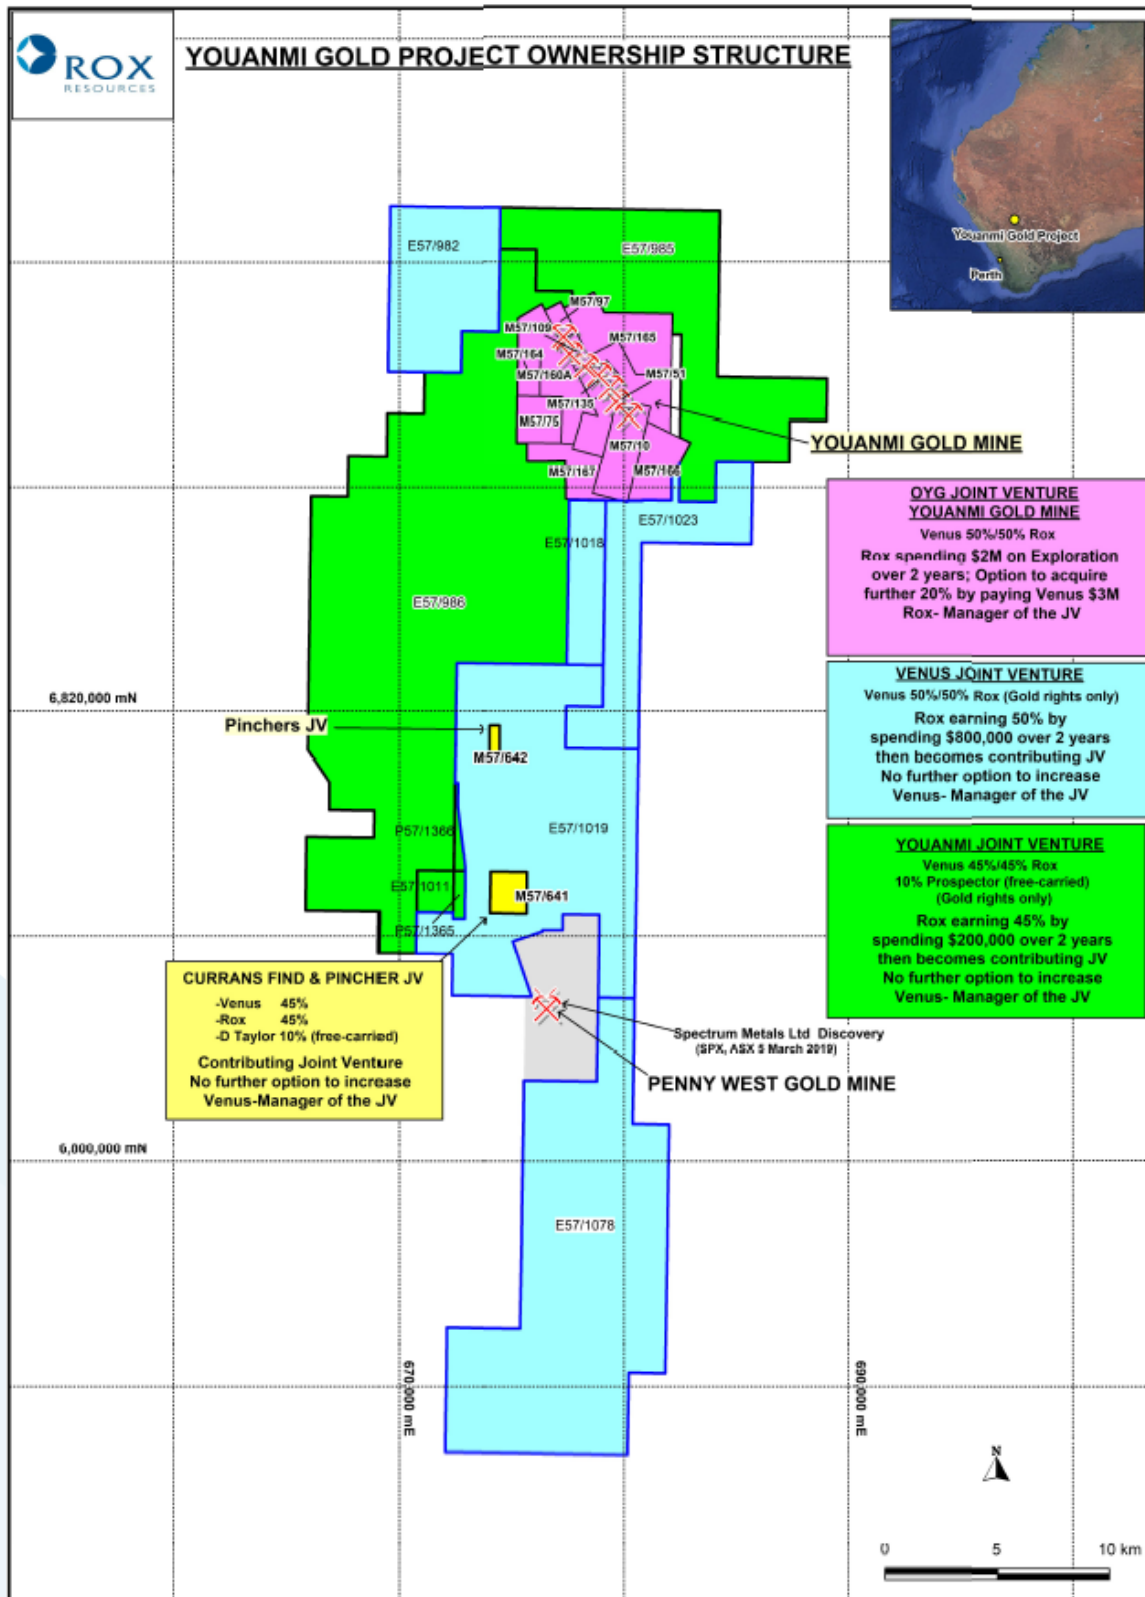 ROX
RESOURCES
YOUANMI GOLD PROJECT OWNERSHIP STRUCTURE
Youanmi Gold Project
Perth
E57/982
E57/985
M57/97
M57/109
M57/165
M57/164
M57/160A
M57/51
M57/135
M57/75
M57/10
M57/167
M57/166
YOUANMI GOLD MINE
E57/1023
E57/1018
E57/986
OYG JOINT VENTURE
YOUANMI GOLD MINE
Venus 50%/50% Rox
Rox spending $2M on Exploration
over 2 years; Option to acquire
further 20% by paying Venus $3M
Rox- Manager of the JV
VENUS JOINT VENTURE
Venus 50%/50% Rox (Gold rights only)
Rox earning 50% by
spending $800,000 over 2 years
then becomes contributing JV
No further option to increase
Venus- Manager of the JV
6,820,000 mN
Pinchers JV
M57/642
P57/1366
E57/1019
E57/1011
M57/641
P57/1365
YOUANMI JOINT VENTURE
Venus 45%/45% Rox
10% Prospector (free-carried)
(Gold rights only)
Rox earning 45% by
spending $200,000 over 2 years
then becomes contributing JV
No further option to increase
Venus- Manager of the JV
CURRANS FIND & PINCHER JV
-Venus 45%
-Rox 45%
-D Taylor 10% (free-carried)
Contributing Joint Venture
No further option to increase
Venus-Manager of the JV
Spectrum Metals Ltd Discovery
(SPX, ASX 5 March 2019)
PENNY WEST GOLD MINE
6,000,000 mN
E57/1078
670,000 mE
690,000 mE
N
0 5 10 km